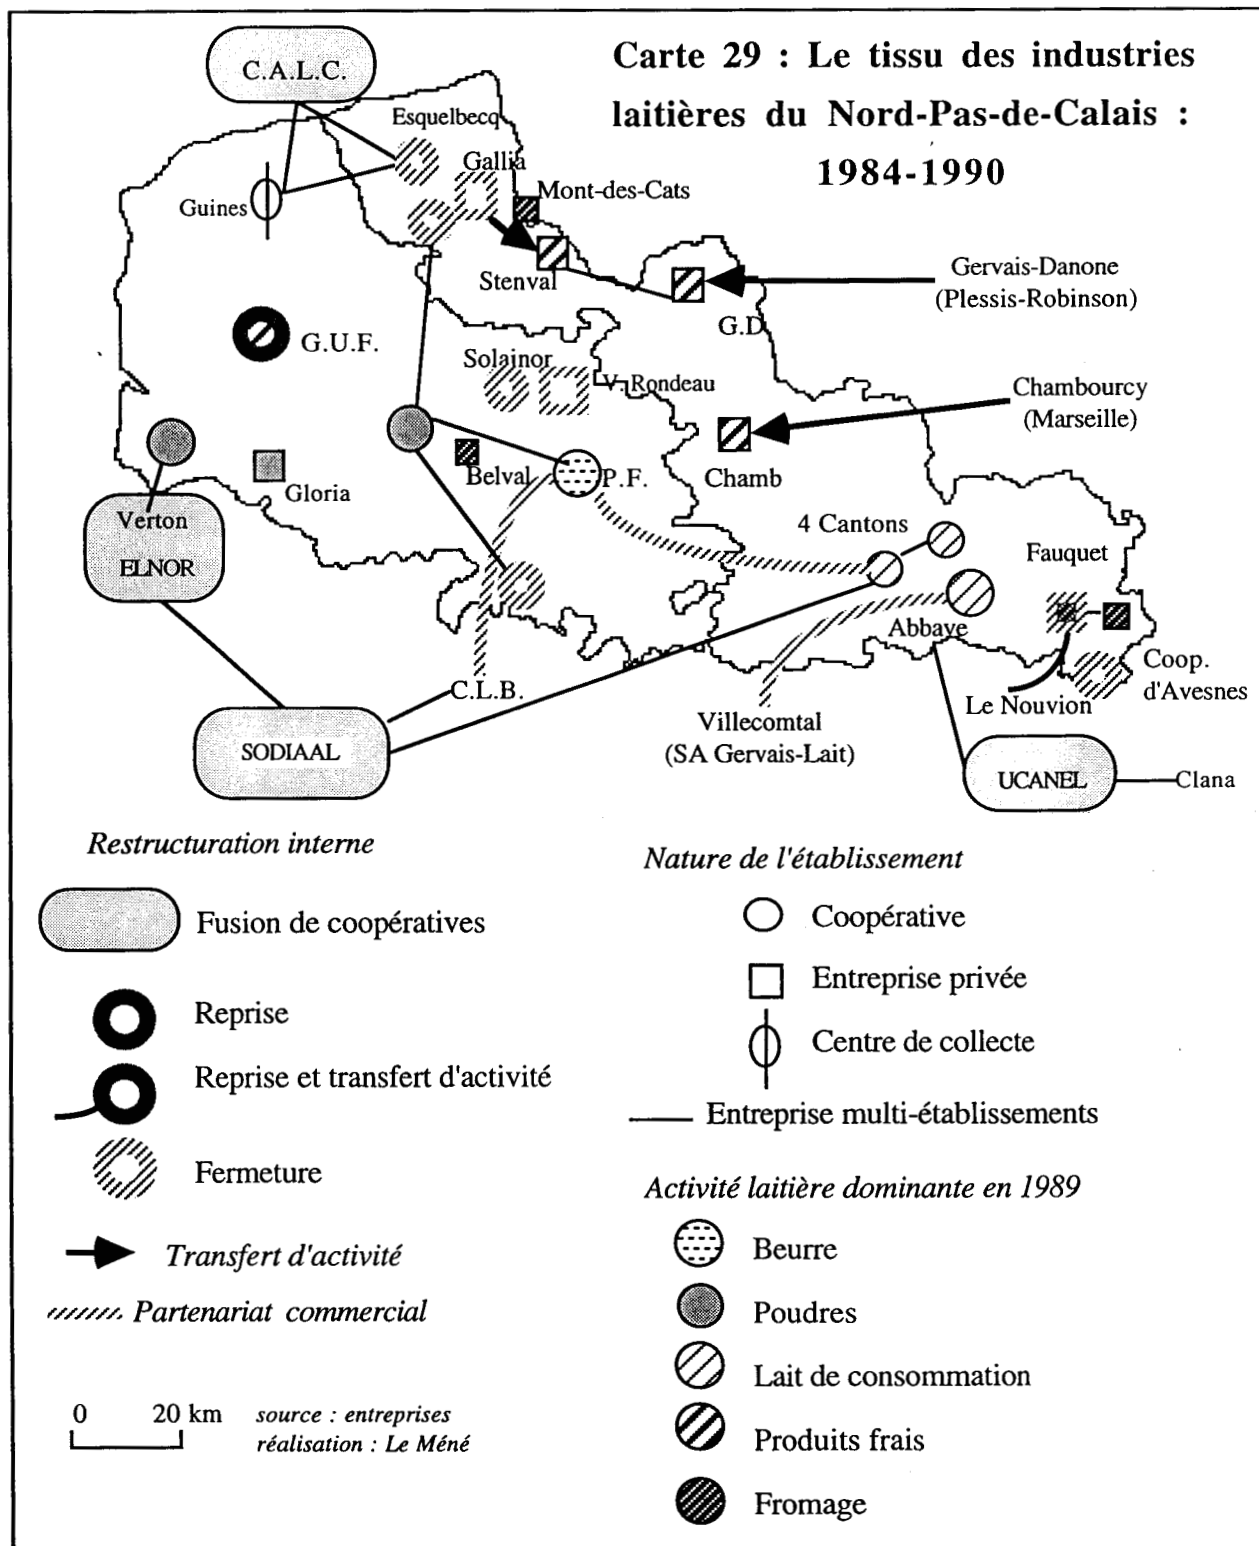 Carte 29 : Le tissu des industries
laitières du Nord-Pas-de-Calais :
1984-1990
C.A.L.C.
Esquelbecq
Gallia
Mont-des-Cats
Guines
Stenval
Gervais-Danone
(Plessis-Robinson)
G.D
G.U.F.
Solainor
V. Rondeau
Chambourcy
(Marseille)
Belval
P.F.
Chamb
Gloria
Verton
ELNOR
4 Cantons
Fauquet
Abbaye
Coop.
d'Avesnes
C.L.B.
Le Nouvion
Villecomtal
(SA Gervais-Lait)
SODIAAL
UCANEL
Clana
Restructuration interne
Fusion de coopératives
Reprise
Reprise et transfert d'activité
Fermeture
Transfert d'activité
Partenariat commercial
0 20 km
source : entreprises
réalisation : Le Méné
Nature de l'établissement
Coopérative
Entreprise privée
Centre de collecte
Entreprise multi-établissements
Activité laitière dominante en 1989
Beurre
Poudres
Lait de consommation
Produits frais
Fromage